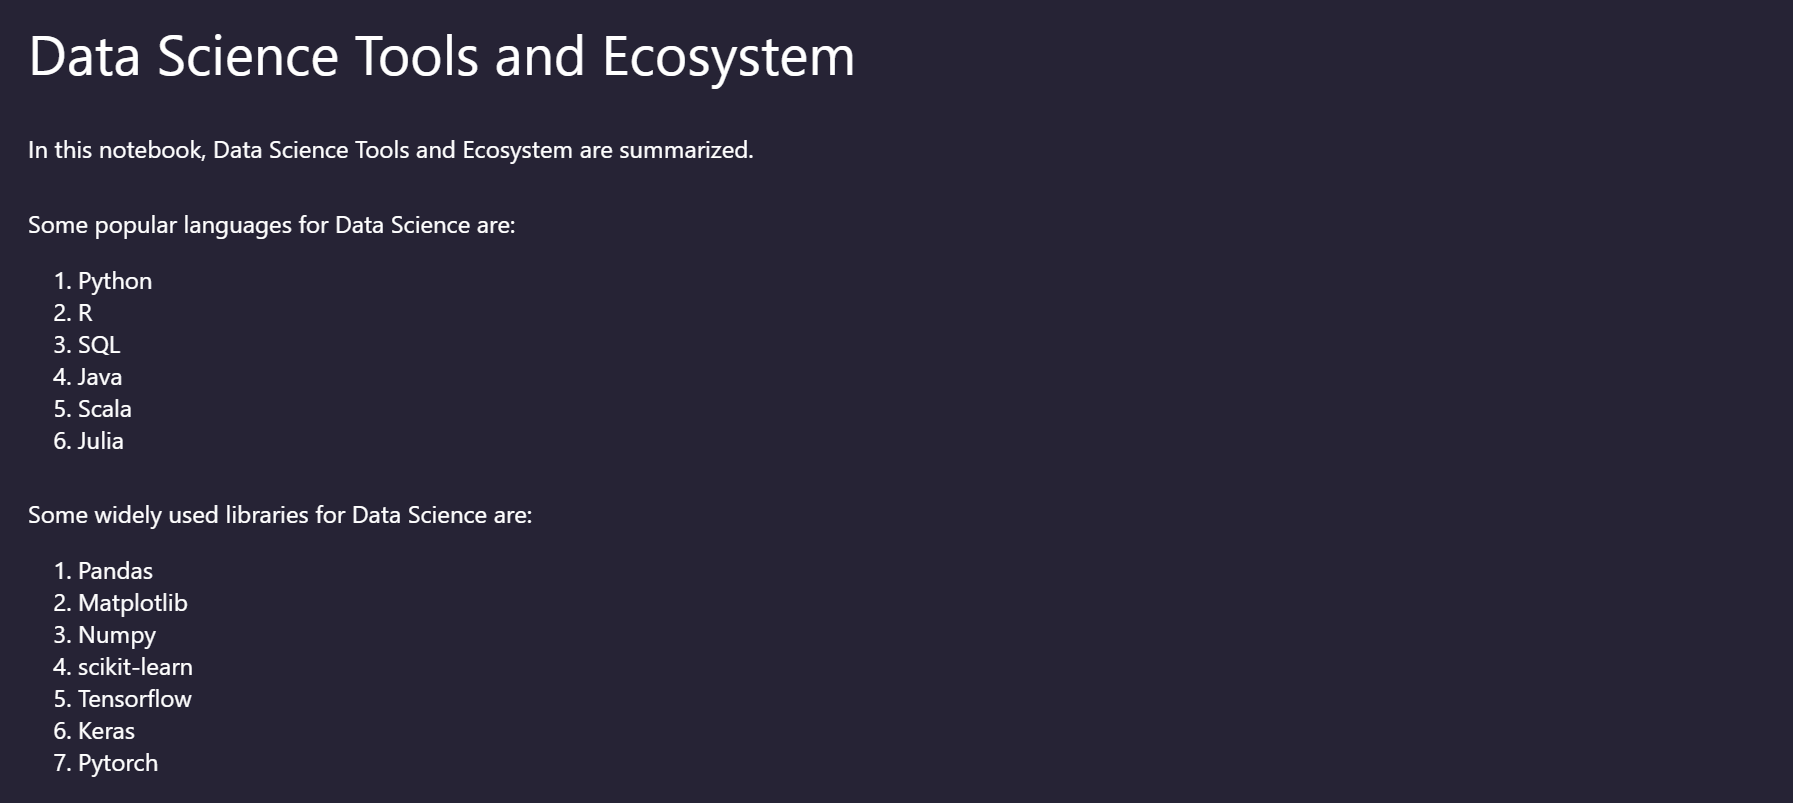 Data Science Tools and Ecosystem
In this notebook, Data Science Tools and Ecosystem are summarized.
Some popular languages for Data Science are:
1. Python
2. R
3. SQL
4. Java
5. Scala
6. Julia
Some widely used libraries for Data Science are:
1. Pandas
2. Matplotlib
3. Numpy
4. scikit-learn
5. Tensorflow
6. Keras
7. Pytorch